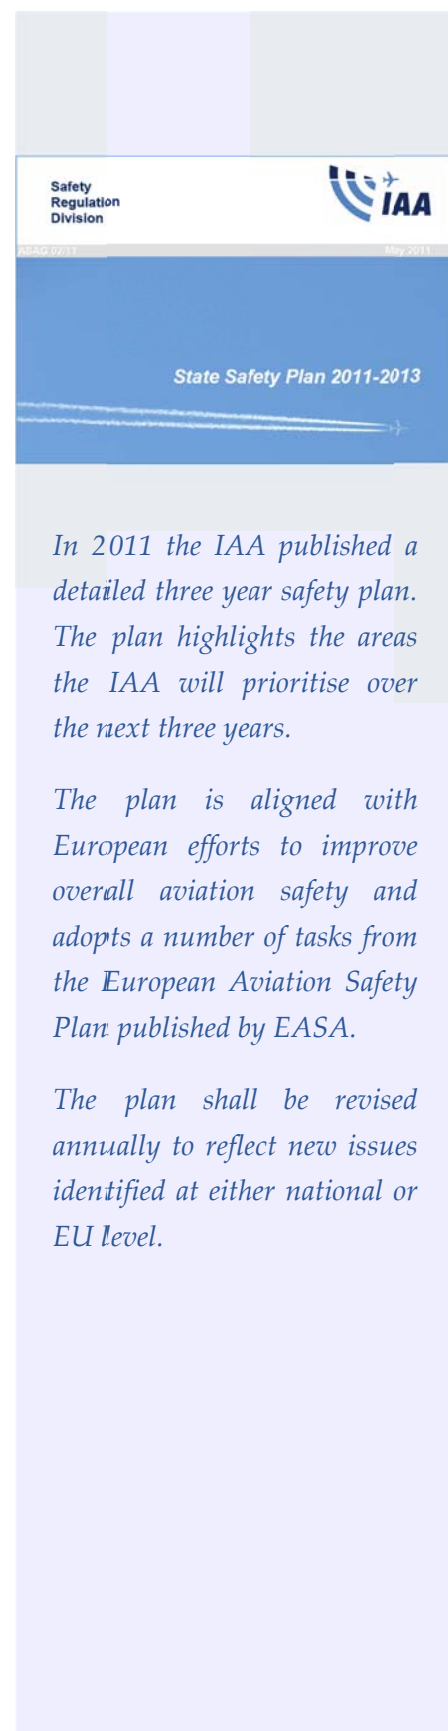 Safety
Regulation
Division
IAA
ASAG 07/11 May 2011
State Safety Plan 2011-2013
In 2011 the IAA published a
detailed three year safety plan.
The plan highlights the areas
the IAA will prioritise over
the next three years.
The plan is aligned with
European efforts to improve
overall aviation safety and
adopts a number of tasks from
the European Aviation Safety
Plan published by EASA.
The plan shall be revised
annually to reflect new issues
identified at either national or
EU level.